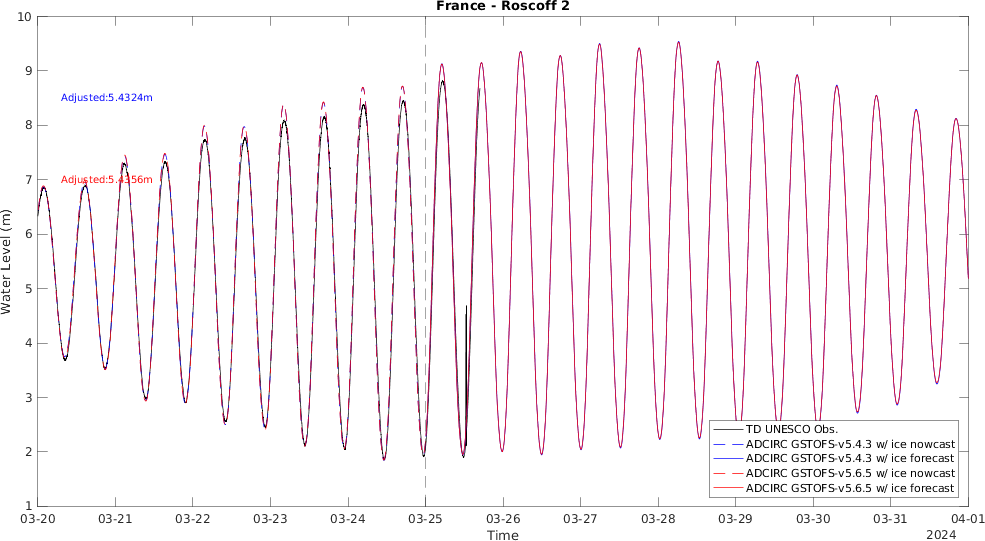 France - Roscoff 2
10
9
8
7
6
5
4
3
2
1
Water Level (m)
Adjusted:5.4324m
Adjusted:5.4356m
TD UNESCO Obs.
ADCIRC GSTOFS-v5.4.3 w/ ice nowcast
ADCIRC GSTOFS-v5.4.3 w/ ice forecast
ADCIRC GSTOFS-v5.6.5 w/ ice nowcast
ADCIRC GSTOFS-v5.6.5 w/ ice forecast
03-20 03-21 03-22 03-23 03-24 03-25 03-26 03-27 03-28 03-29 03-30 03-31 04-01
Time
2024